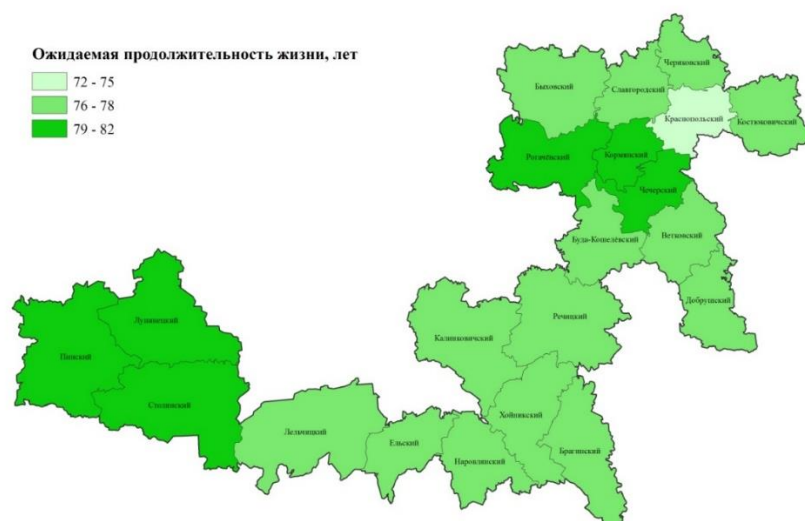 Ожидаемая продолжительность жизни, лет
72 - 75
76 - 78
79 - 82
Чериковский
Быховский
Славгородский
Краснопольский
Костюковичский
Рогачёвский
Кормянский
Чечерский
Буда-Кошелёвский
Ветковский
Добрушский
Лунинецкий
Речицкий
Калинковичский
Пинский
Столинский
Хойникский
Лельчицкий
Ельский
Брагинский
Наровлянский